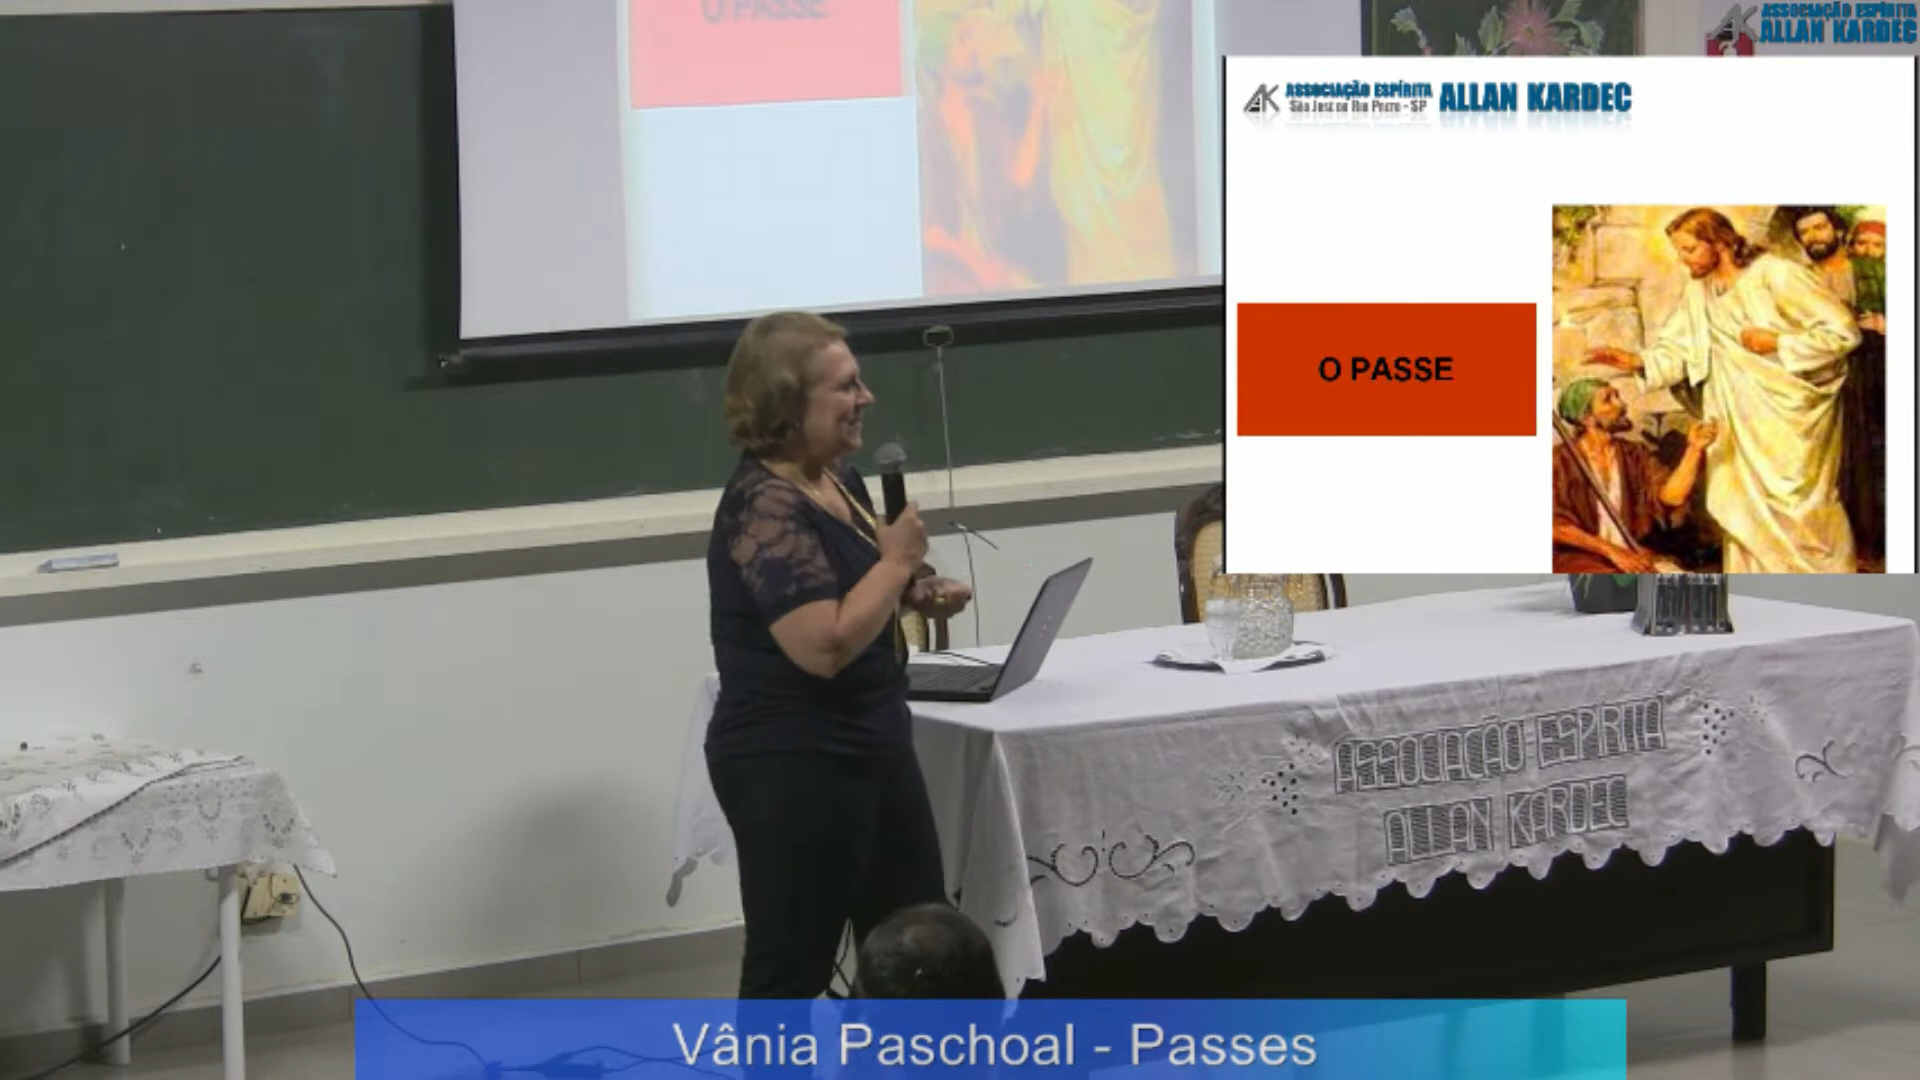 O PASSE
ASSOCIAÇÃO ESPÍRITA
ALLAN KARDEC
ASSOCIAÇÃO ESPÍRITA
São José do Rio Preto - SP
ALLAN KARDEC
O PASSE
ASSOCIAÇÃO ESPÍRITA
ALLAN KARDEC
Vânia Paschoal - Passes